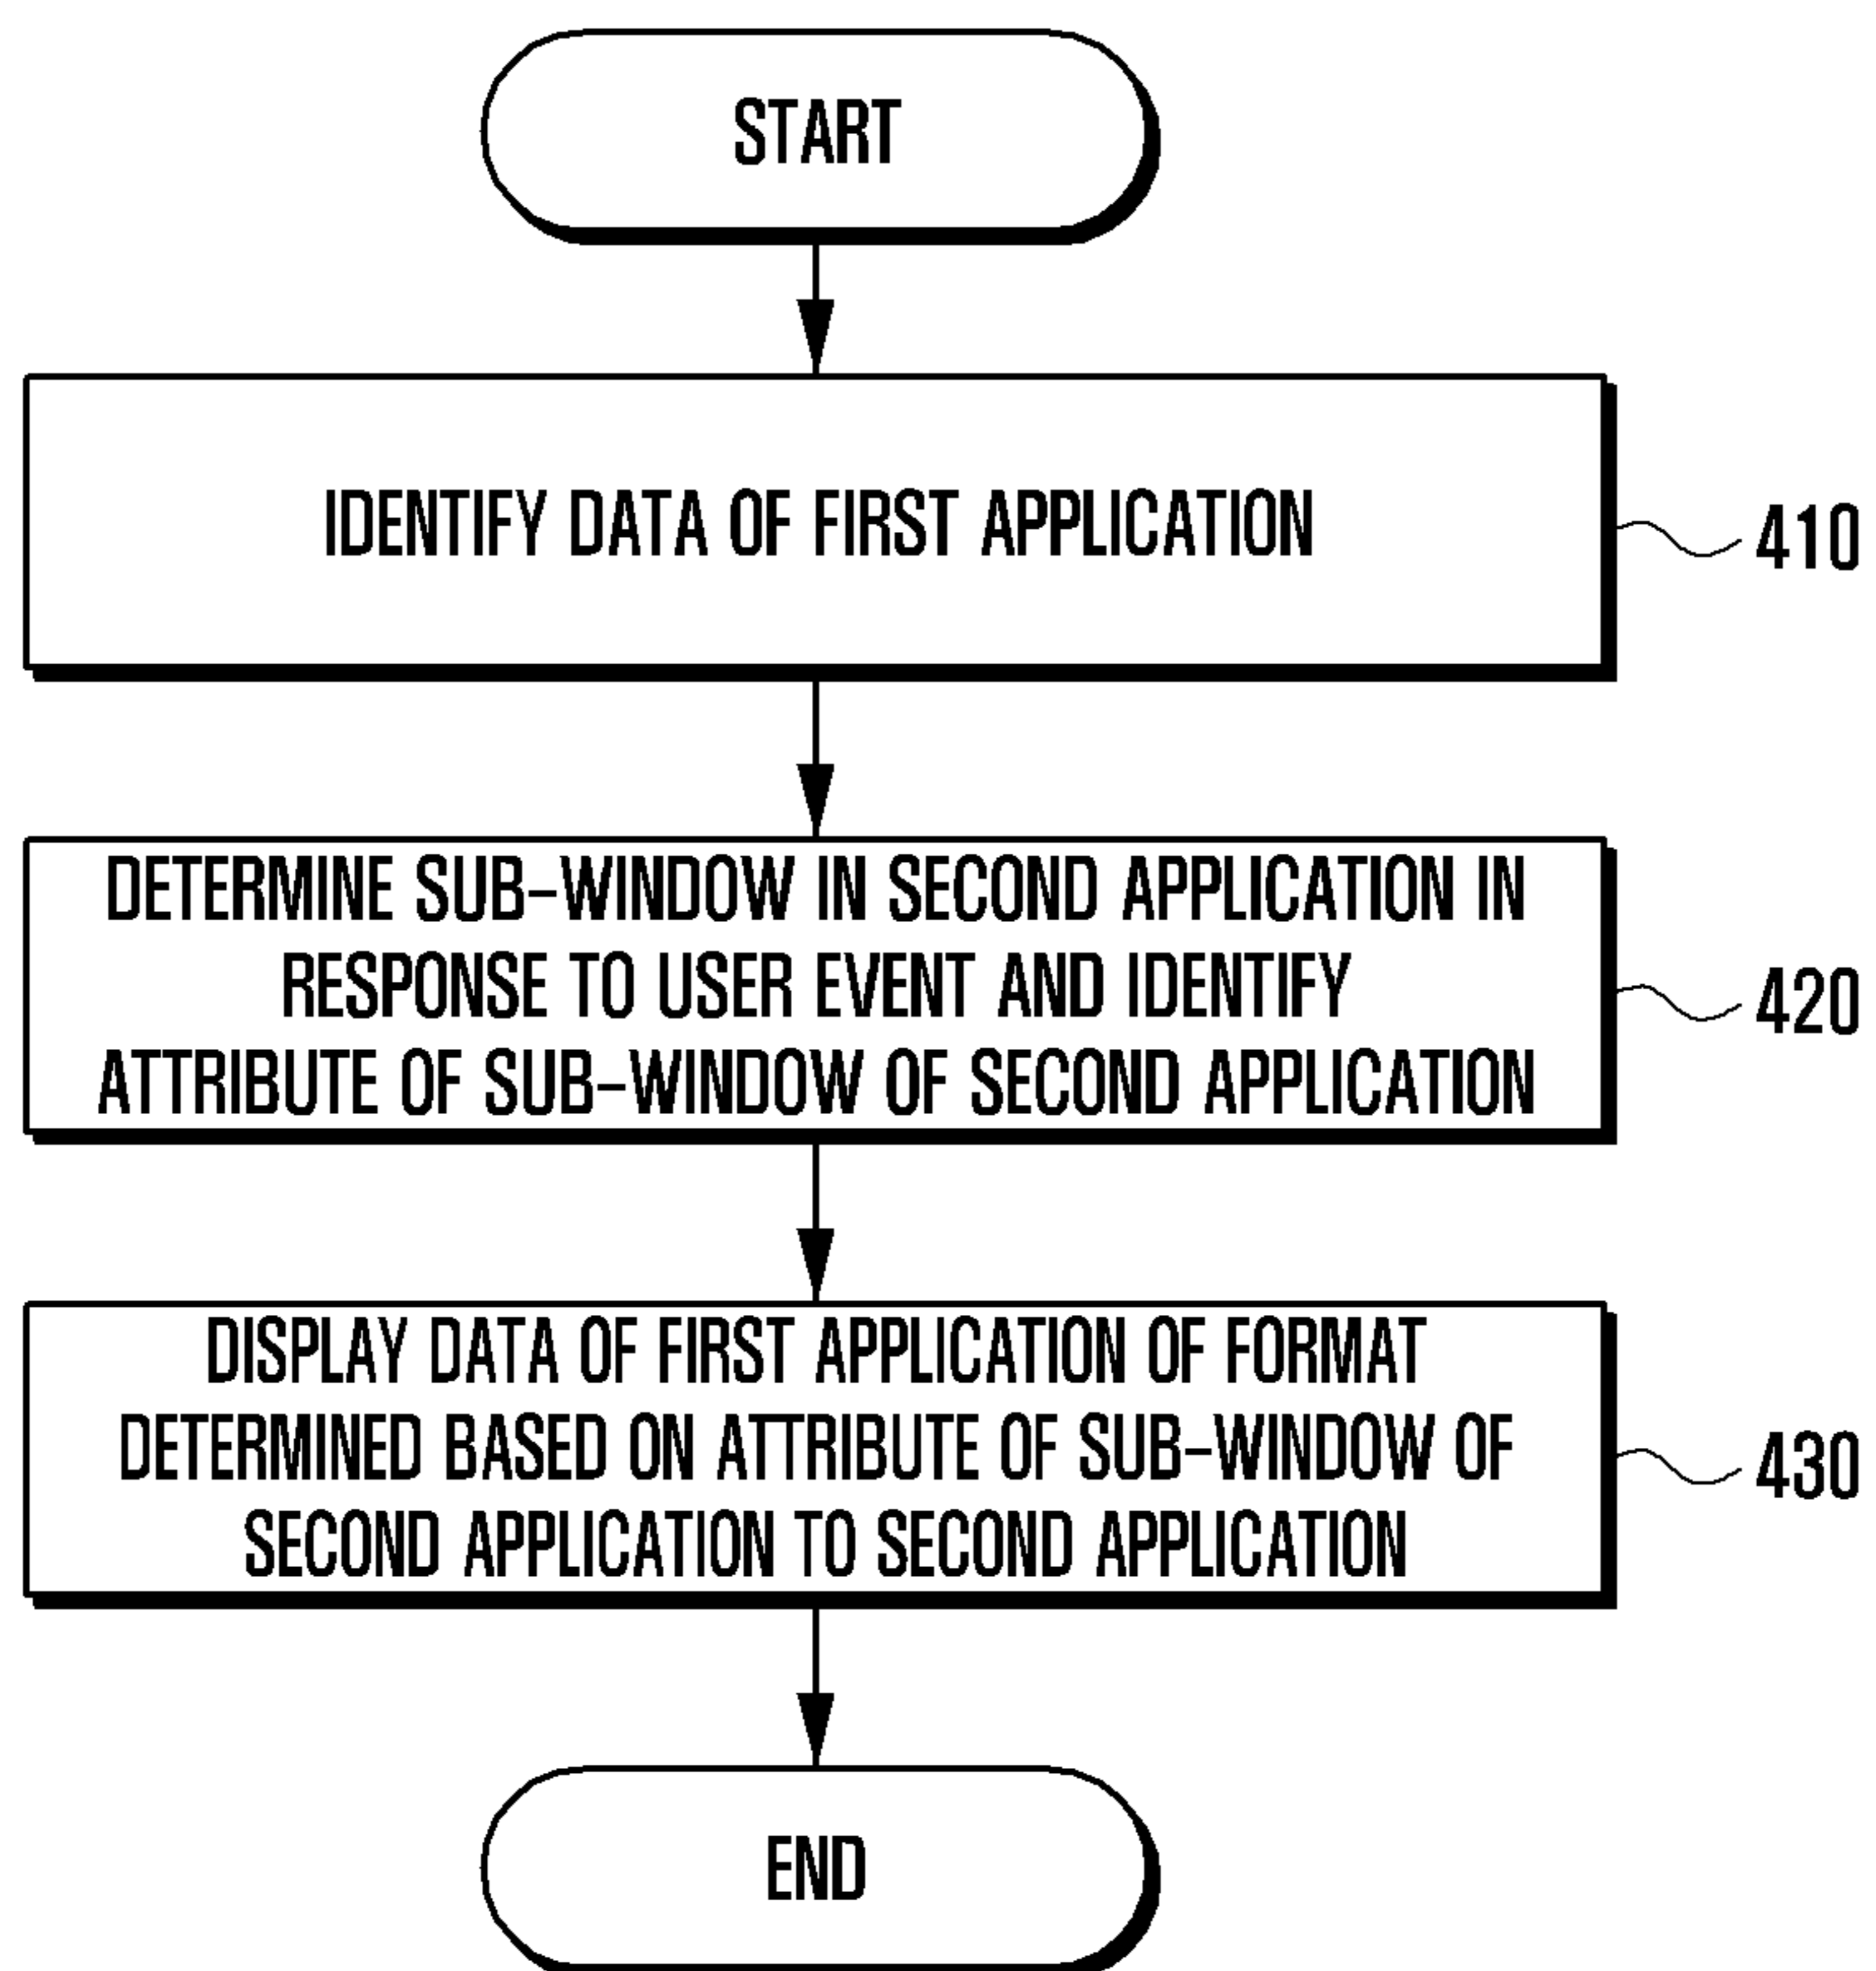 START
IDENTIFY DATA OF FIRST APPLICATION
410
DETERMINE SUB-WINDOW IN SECOND APPLICATION IN
RESPONSE TO USER EVENT AND IDENTIFY
ATTRIBUTE OF SUB-WINDOW OF SECOND APPLICATION
420
DISPLAY DATA OF FIRST APPLICATION OF FORMAT
DETERMINED BASED ON ATTRIBUTE OF SUB-WINDOW OF
SECOND APPLICATION TO SECOND APPLICATION
430
END